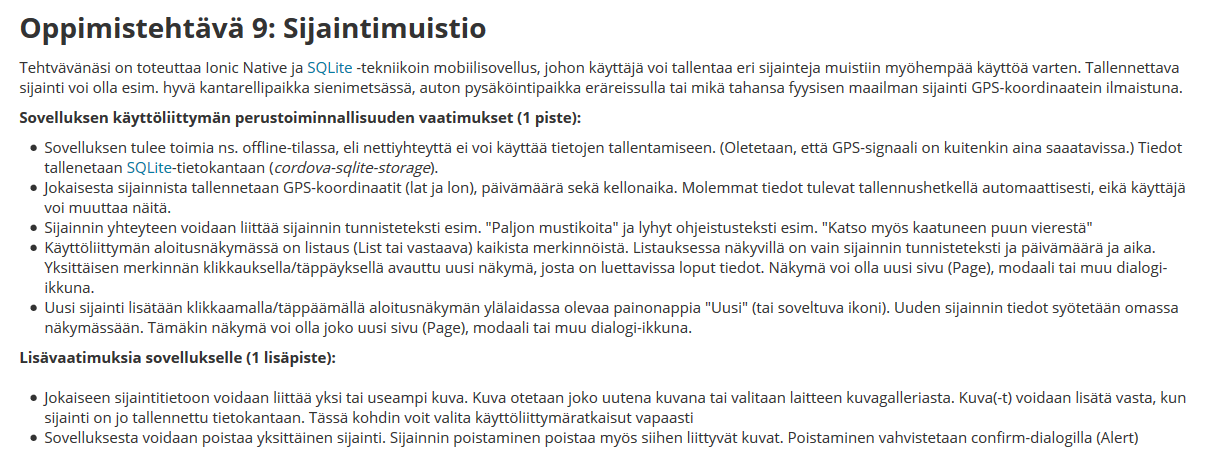 Oppimistehtävä 9: Sijaintimuistio
Tehtvävänäsi on toteuttaa Ionic Native ja SQLite -tekniikoin mobiilisovellus, johon käyttäjä voi tallentaa eri sijainteja muistiin myöhempää käyttöä varten. Tallennettava
sijainti voi olla esim. hyvä kantarellipaikka sienimetsässä, auton pysäköintipaikka eräreissulla tai mikä tahansa fyysisen maailman sijainti GPS-koordinaatein ilmaistuna.
Sovelluksen käyttöliittymän perustoiminnallisuuden vaatimukset (1 piste):
• Sovelluksen tulee toimia ns. offline-tilassa, eli nettiyhteyttä ei voi käyttää tietojen tallentamiseen. (Oletetaan, että GPS-signaali on kuitenkin aina saaatavissa.) Tiedot
tallenetaan SQLite-tietokantaan (cordova-sqlite-storage).
• Jokaisesta sijainnista tallennetaan GPS-koordinaatit (lat ja lon), päivämäärä sekä kellonaika. Molemmat tiedot tulevat tallennushetkellä automaattisesti, eikä käyttäjä
voi muuttaa näitä.
• Sijainnin yhteyteen voidaan liittää sijainnin tunnisteteksti esim. "Paljon mustikoita" ja lyhyt ohjeistusteksti esim. "Katso myös kaatuneen puun vierestä"
• Käyttöliittymän aloitusnäkymässä on listaus (List tai vastaava) kaikista merkinnöistä. Listauksessa näkyvillä on vain sijainnin tunnisteteksti ja päivämäärä ja aika.
Yksittäisen merkinnän klikkauksella/täppäyksellä avauttu uusi näkymä, josta on luettavissa loput tiedot. Näkymä voi olla uusi sivu (Page), modaali tai muu dialogi-
ikkuna.
• Uusi sijainti lisätään klikkaamalla/täppäämällä aloitusnäkymän ylälaidassa olevaa painonappia "Uusi" (tai soveltuva ikoni). Uuden sijainnin tiedot syötetään omassa
näkymässään. Tämäkin näkymä voi olla joko uusi sivu (Page), modaali tai muu dialogi-ikkuna.
Lisävaatimuksia sovellukselle (1 lisäpiste):
• Jokaiseen sijaintitietoon voidaan liittää yksi tai useampi kuva. Kuva otetaan joko uutena kuvana tai valitaan laitteen kuvagalleriasta. Kuva(-t) voidaan lisätä vasta, kun
sijainti on jo tallennettu tietokantaan. Tässä kohdin voit valita käyttöliittymäratkaisut vapaasti
• Sovelluksesta voidaan poistaa yksittäinen sijainti. Sijainnin poistaminen poistaa myös siihen liittyvät kuvat. Poistaminen vahvistetaan confirm-dialogilla (Alert)